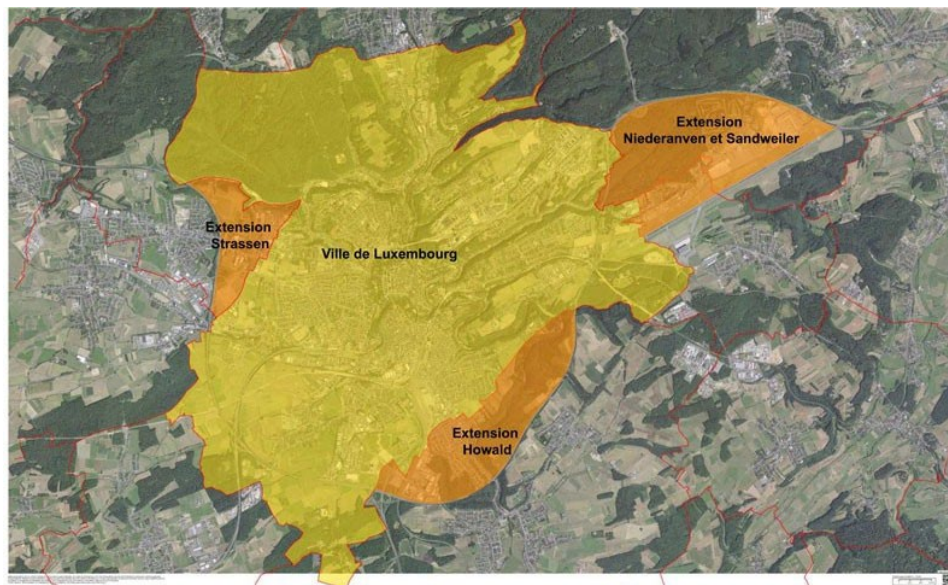 Extension
Niederanven et Sandweiler
Extension
Strassen
Ville de Luxembourg
Extension
Howald